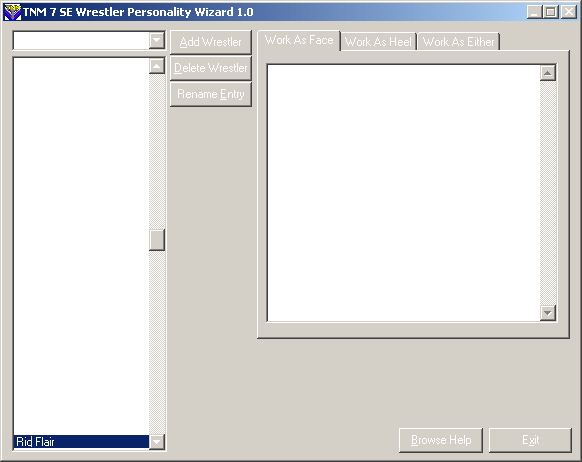 TNM 7 SE Wrestler Personality Wizard 1.0
Add Wrestler
Delete Wrestler
Rename Entry
Work As Face
Work As Heel
Work As Either
Ric Flair
Browse Help
Exit